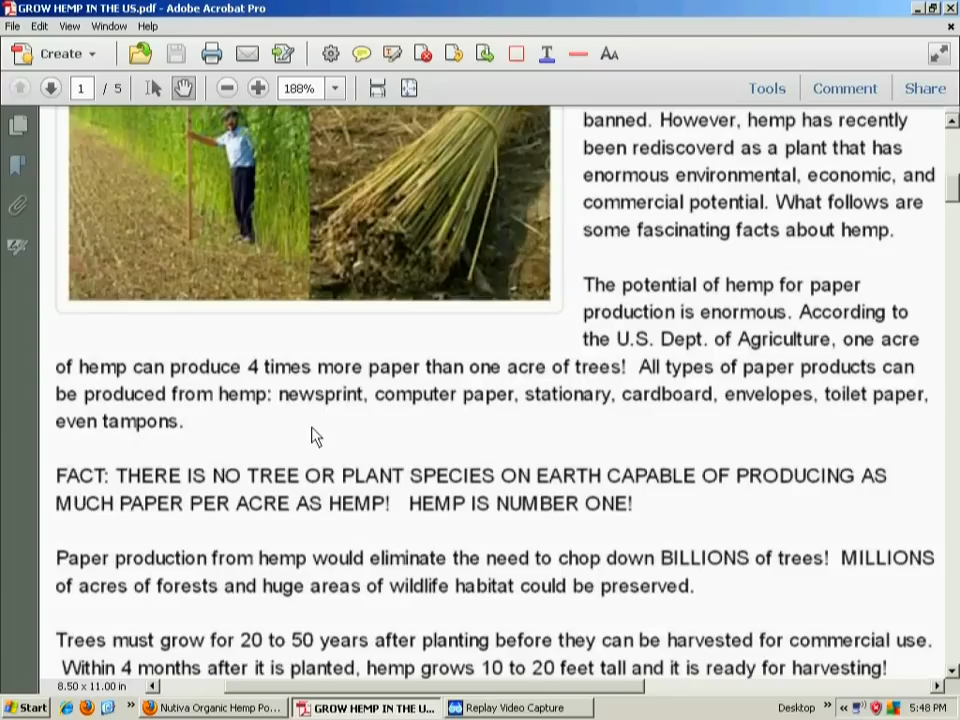 GROW HEMP IN THE US.pdf - Adobe Acrobat Pro
File Edit View Window Help
Create
1 / 5 188% Tools Comment Share
banned. However, hemp has recently
been rediscoverd as a plant that has
enormous environmental, economic, and
commercial potential. What follows are
some fascinating facts about hemp.
The potential of hemp for paper
production is enormous. According to
the U.S. Dept. of Agriculture, one acre
of hemp can produce 4 times more paper than one acre of trees! All types of paper products can
be produced from hemp: newsprint, computer paper, stationary, cardboard, envelopes, toilet paper,
even tampons.
FACT: THERE IS NO TREE OR PLANT SPECIES ON EARTH CAPABLE OF PRODUCING AS
MUCH PAPER PER ACRE AS HEMP! HEMP IS NUMBER ONE!
Paper production from hemp would eliminate the need to chop down BILLIONS of trees! MILLIONS
of acres of forests and huge areas of wildlife habitat could be preserved.
Trees must grow for 20 to 50 years after planting before they can be harvested for commercial use.
Within 4 months after it is planted, hemp grows 10 to 20 feet tall and it is ready for harvesting!
8.50 x 11.00 in
Start Nutiva Organic Hemp Po... GROW HEMP IN THE U... Replay Video Capture Desktop 5:48 PM